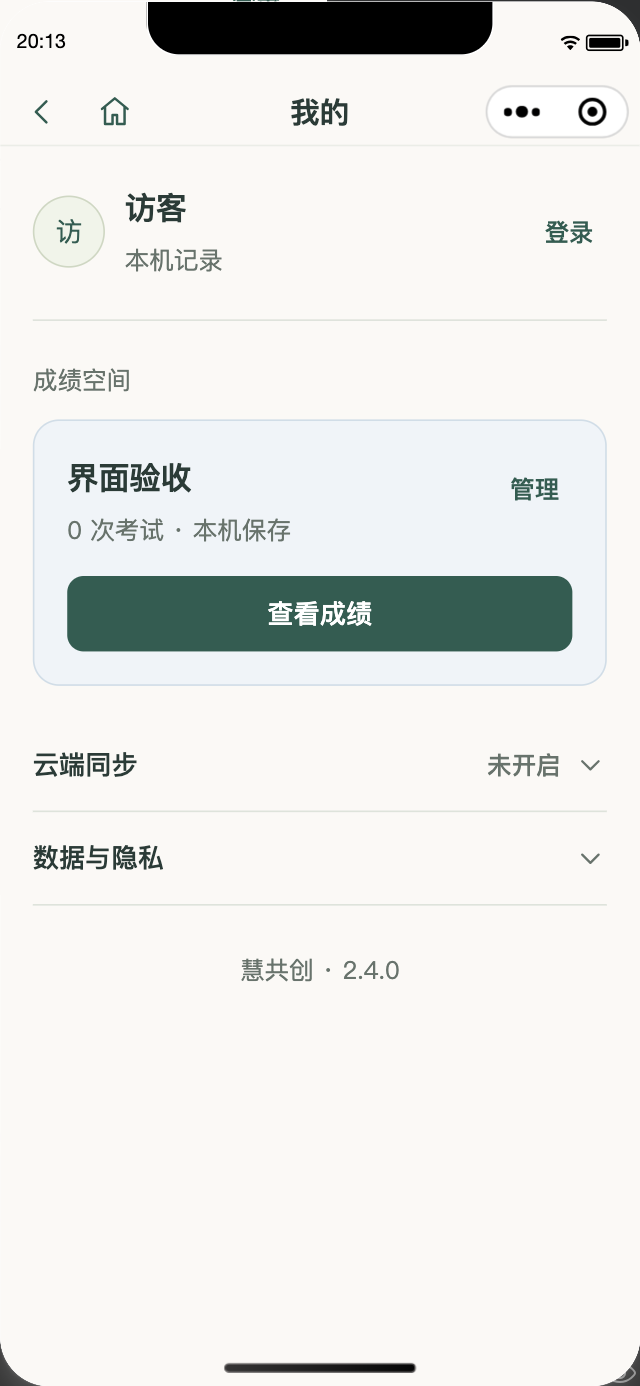 20:13
我的
访
访客
本机记录
登录
成绩空间
界面验收
管理
0 次考试 · 本机保存
查看成绩
云端同步
未开启
数据与隐私
慧共创 · 2.4.0